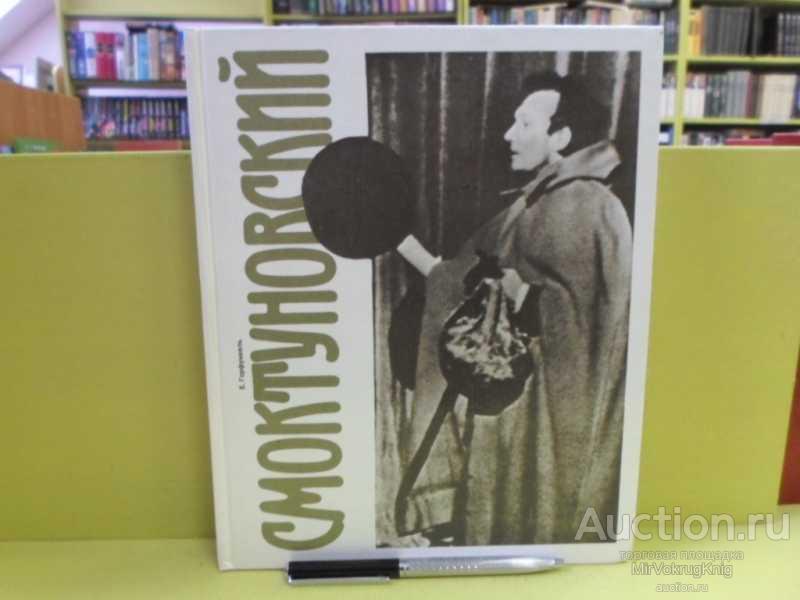 Е. Горфункель
СМОКТУНОВСКИЙ
Auction.ru
торговая площадка
MirVokrugKnig
auction.ru